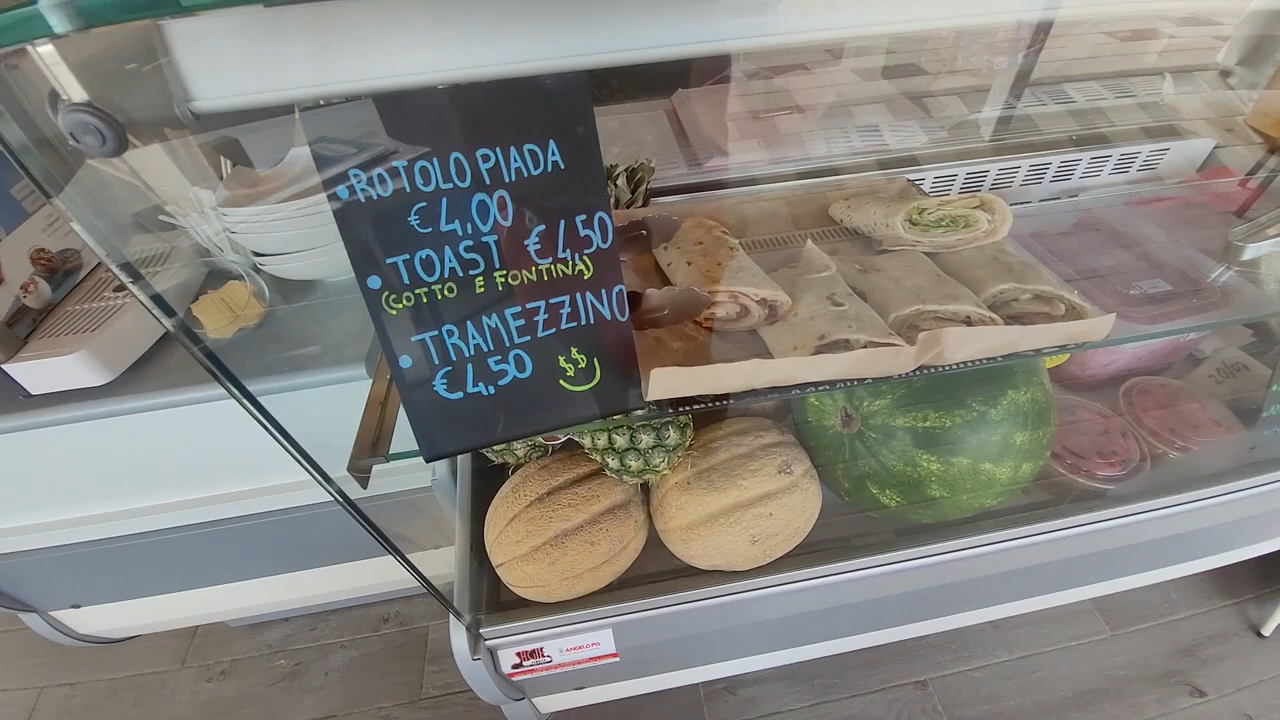 • ROTOLO PIADA
€4,00
• TOAST €4,50
(COTTO E FONTINA)
• TRAMEZZINO
€4,50 $$
ANGELO PO